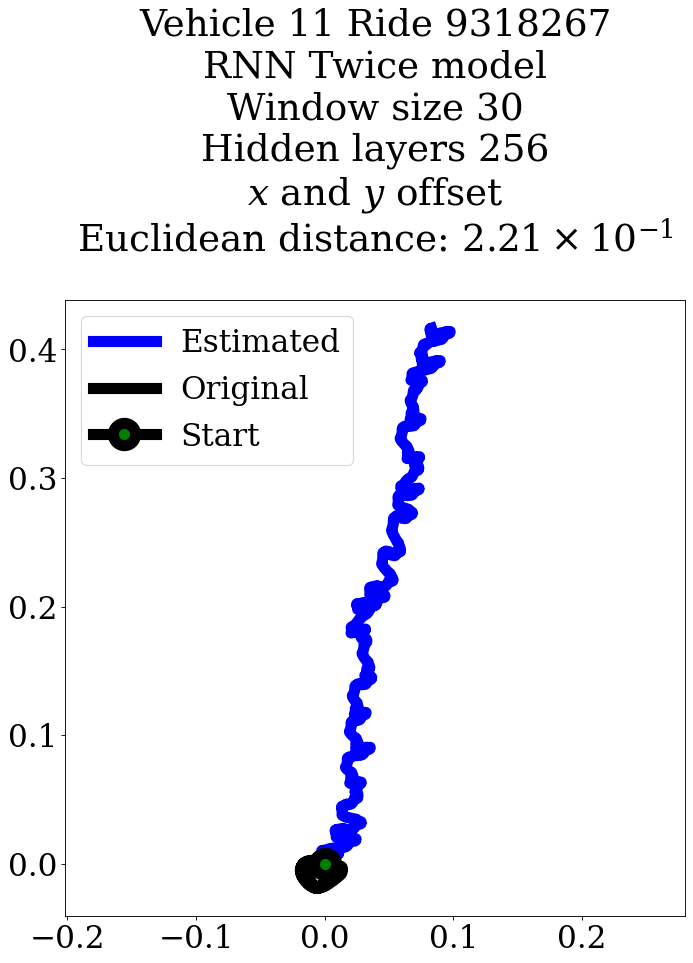 Vehicle 11 Ride 9318267
RNN Twice model
Window size 30
Hidden layers 256
x and y offset
Euclidean distance: 2.21 × 10⁻¹
Estimated
Original
Start
0.4
0.3
0.2
0.1
0.0
−0.2 −0.1 0.0 0.1 0.2